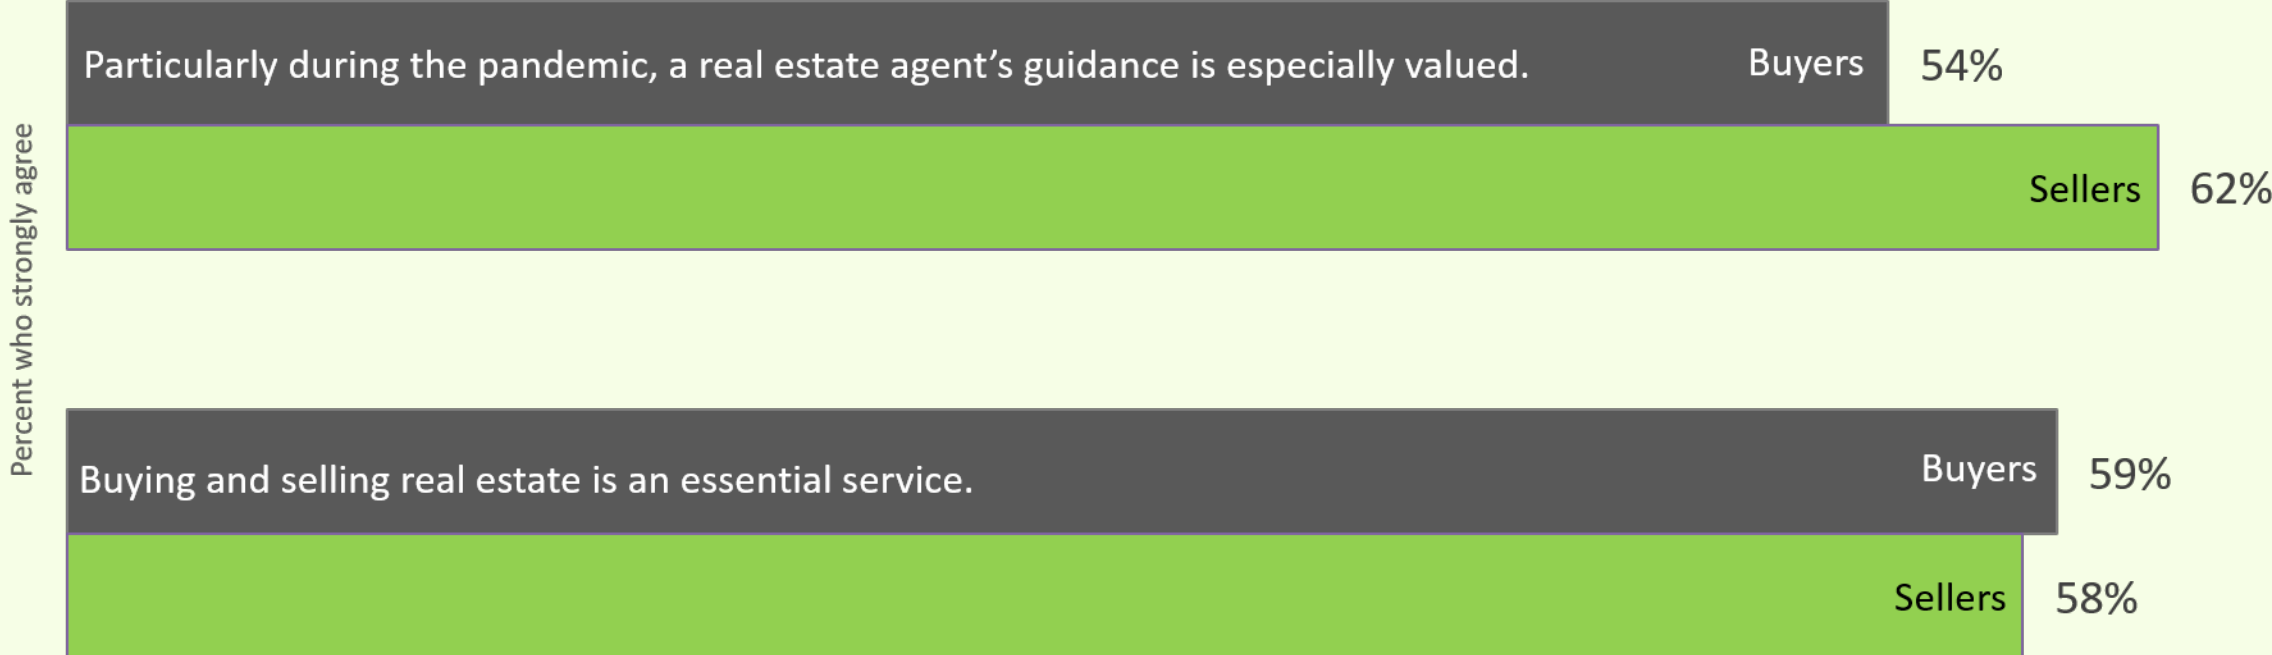 Percent who strongly agree
Particularly during the pandemic, a real estate agent’s guidance is especially valued. Buyers 54%
Sellers 62%
Buying and selling real estate is an essential service. Buyers 59%
Sellers 58%